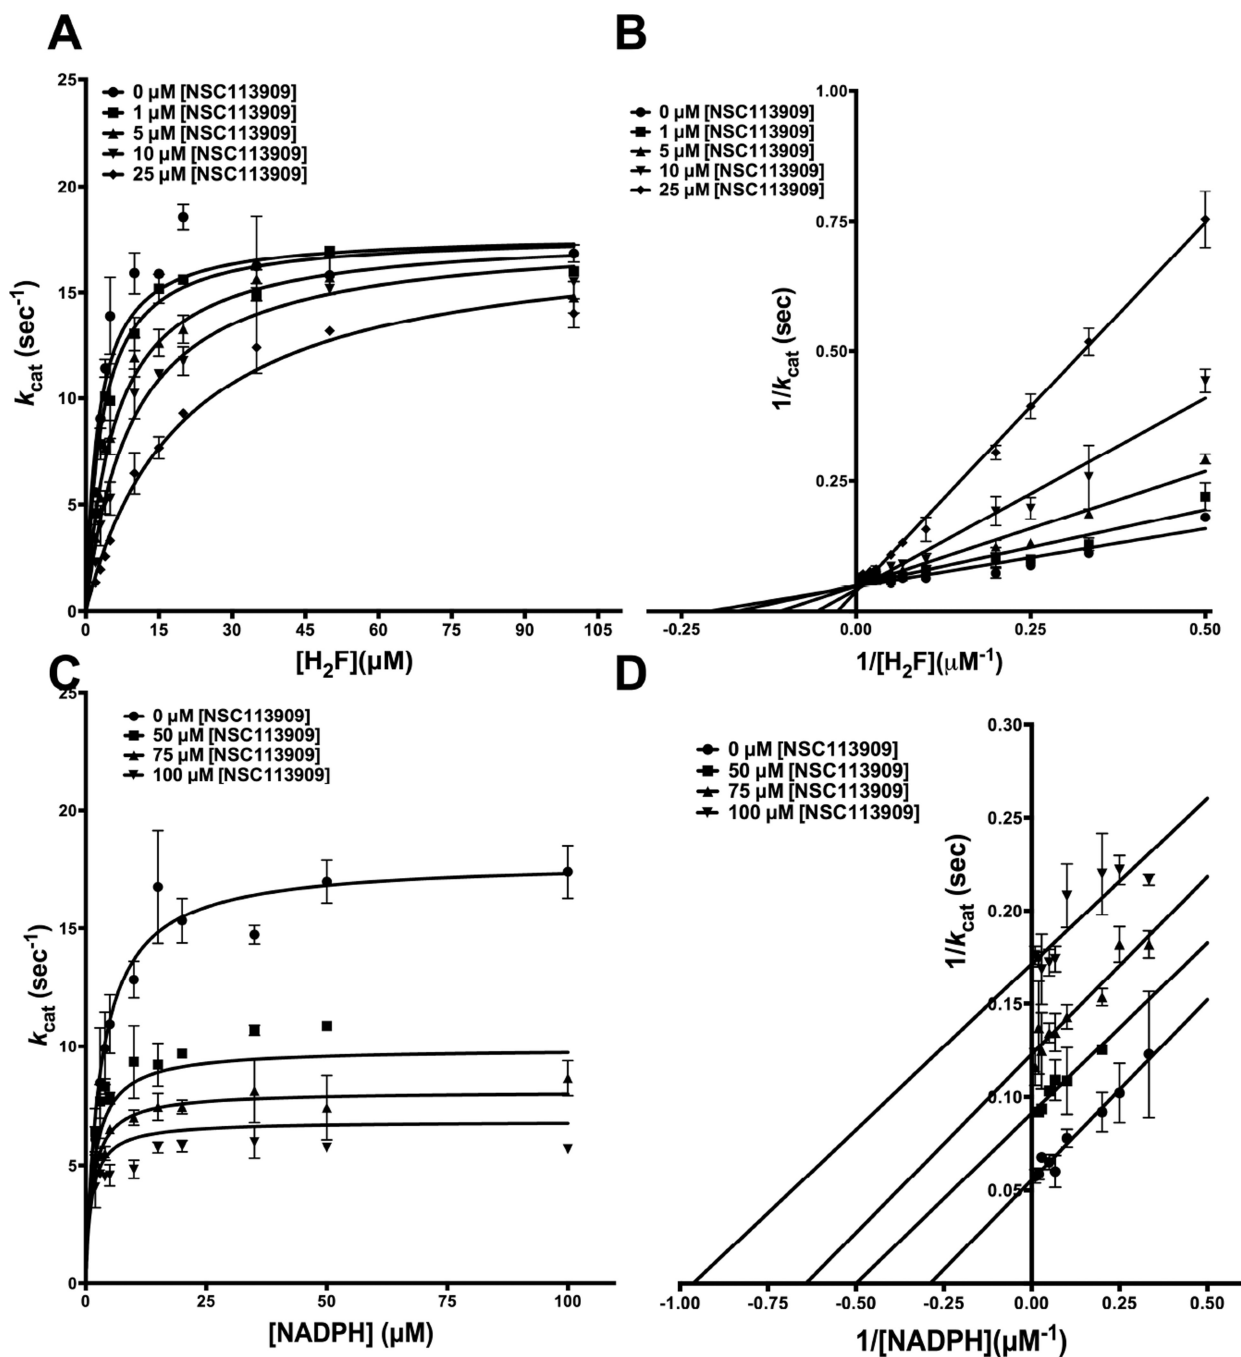 A
25
20
15
10
5
0
kcat (sec⁻¹)
0 µM [NSC113909]
1 µM [NSC113909]
5 µM [NSC113909]
10 µM [NSC113909]
25 µM [NSC113909]
0 15 30 45 60 75 90 105
[H₂F](µM)
B
1.00
0.75
0.50
0.25
1/kcat (sec)
0 µM [NSC113909]
1 µM [NSC113909]
5 µM [NSC113909]
10 µM [NSC113909]
25 µM [NSC113909]
-0.25 0.00 0.25 0.50
1/[H₂F](µM⁻¹)
C
25
20
15
10
5
0
kcat (sec⁻¹)
0 µM [NSC113909]
50 µM [NSC113909]
75 µM [NSC113909]
100 µM [NSC113909]
0 25 50 75 100
[NADPH] (µM)
D
0 µM [NSC113909]
50 µM [NSC113909]
75 µM [NSC113909]
100 µM [NSC113909]
0.30
0.25
0.20
0.15
0.10
0.05
1/kcat (sec)
-1.00 -0.75 -0.50 -0.25 0.00 0.25 0.50
1/[NADPH](µM⁻¹)